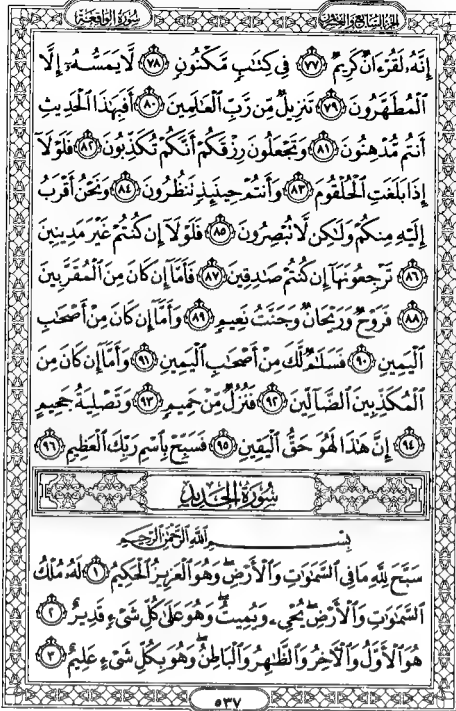 الجزء السابع والعشرون سورة الواقعة
إِنَّهُۥ لَقُرْءَانٌ كَرِيمٌ ﴿٧٧﴾ فِى كِتَٰبٍ مَّكْنُونٍ ﴿٧٨﴾ لَّا يَمَسُّهُۥٓ إِلَّا
ٱلْمُطَهَّرُونَ ﴿٧٩﴾ تَنزِيلٌ مِّن رَّبِّ ٱلْعَٰلَمِينَ ﴿٨٠﴾ أَفَبِهَٰذَا ٱلْحَدِيثِ
أَنتُم مُّدْهِنُونَ ﴿٨١﴾ وَتَجْعَلُونَ رِزْقَكُمْ أَنَّكُمْ تُكَذِّبُونَ ﴿٨٢﴾ فَلَوْلَآ
إِذَا بَلَغَتِ ٱلْحُلْقُومَ ﴿٨٣﴾ وَأَنتُمْ حِينَئِذٍ تَنظُرُونَ ﴿٨٤﴾ وَنَحْنُ أَقْرَبُ
إِلَيْهِ مِنكُمْ وَلَٰكِن لَّا تُبْصِرُونَ ﴿٨٥﴾ فَلَوْلَآ إِن كُنتُمْ غَيْرَ مَدِينِينَ
﴿٨٦﴾ تَرْجِعُونَهَآ إِن كُنتُمْ صَٰدِقِينَ ﴿٨٧﴾ فَأَمَّآ إِن كَانَ مِنَ ٱلْمُقَرَّبِينَ
﴿٨٨﴾ فَرَوْحٌ وَرَيْحَانٌ وَجَنَّتُ نَعِيمٍ ﴿٨٩﴾ وَأَمَّآ إِن كَانَ مِنْ أَصْحَٰبِ
ٱلْيَمِينِ ﴿٩٠﴾ فَسَلَٰمٌ لَّكَ مِنْ أَصْحَٰبِ ٱلْيَمِينِ ﴿٩١﴾ وَأَمَّآ إِن كَانَ مِنَ
ٱلْمُكَذِّبِينَ ٱلضَّآلِّينَ ﴿٩٢﴾ فَنُزُلٌ مِّنْ حَمِيمٍ ﴿٩٣﴾ وَتَصْلِيَةُ جَحِيمٍ
﴿٩٤﴾ إِنَّ هَٰذَا لَهُوَ حَقُّ ٱلْيَقِينِ ﴿٩٥﴾ فَسَبِّحْ بِٱسْمِ رَبِّكَ ٱلْعَظِيمِ ﴿٩٦﴾
سورة الحديد
بِسْمِ ٱللَّهِ ٱلرَّحْمَٰنِ ٱلرَّحِيمِ
سَبَّحَ لِلَّهِ مَا فِى ٱلسَّمَٰوَٰتِ وَٱلْأَرْضِ ۖ وَهُوَ ٱلْعَزِيزُ ٱلْحَكِيمُ ﴿١﴾ لَهُۥ مُلْكُ
ٱلسَّمَٰوَٰتِ وَٱلْأَرْضِ ۖ يُحْىِۦ وَيُمِيتُ ۖ وَهُوَ عَلَىٰ كُلِّ شَىْءٍ قَدِيرٌ ﴿٢﴾
هُوَ ٱلْأَوَّلُ وَٱلْءَاخِرُ وَٱلظَّٰهِرُ وَٱلْبَاطِنُ ۖ وَهُوَ بِكُلِّ شَىْءٍ عَلِيمٌ ﴿٣﴾
٥٣٧